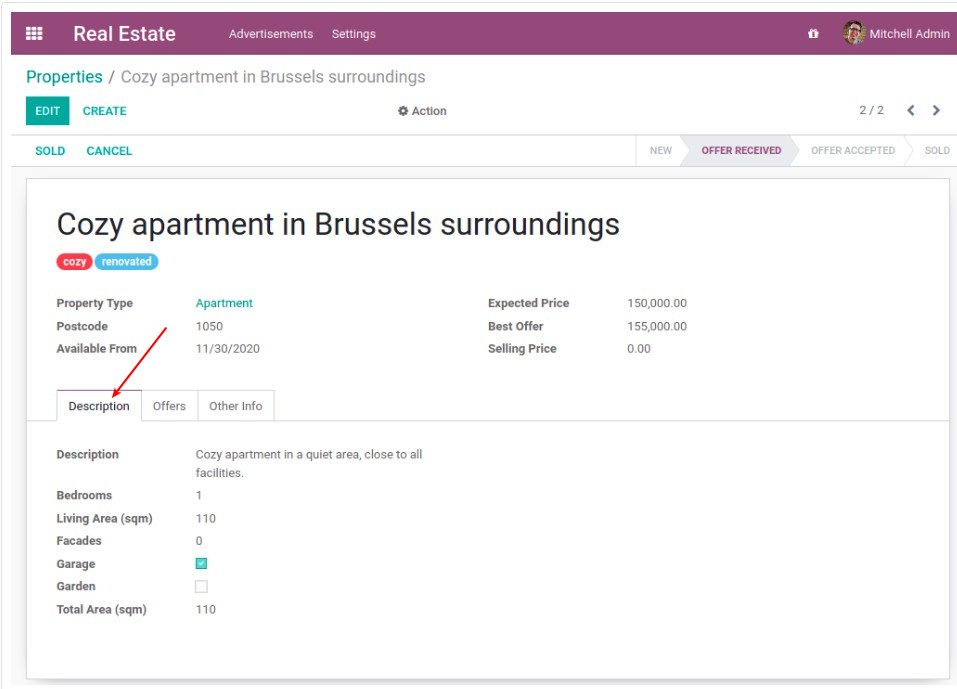 Real Estate Advertisements Settings Mitchell Admin
Properties / Cozy apartment in Brussels surroundings
EDIT CREATE Action 2 / 2
SOLD CANCEL NEW OFFER RECEIVED OFFER ACCEPTED SOLD
Cozy apartment in Brussels surroundings
cozy renovated
Property Type Apartment Expected Price 150,000.00
Postcode 1050 Best Offer 155,000.00
Available From 11/30/2020 Selling Price 0.00
Description Offers Other Info
Description Cozy apartment in a quiet area, close to all
facilities.
Bedrooms 1
Living Area (sqm) 110
Facades 0
Garage
Garden
Total Area (sqm) 110